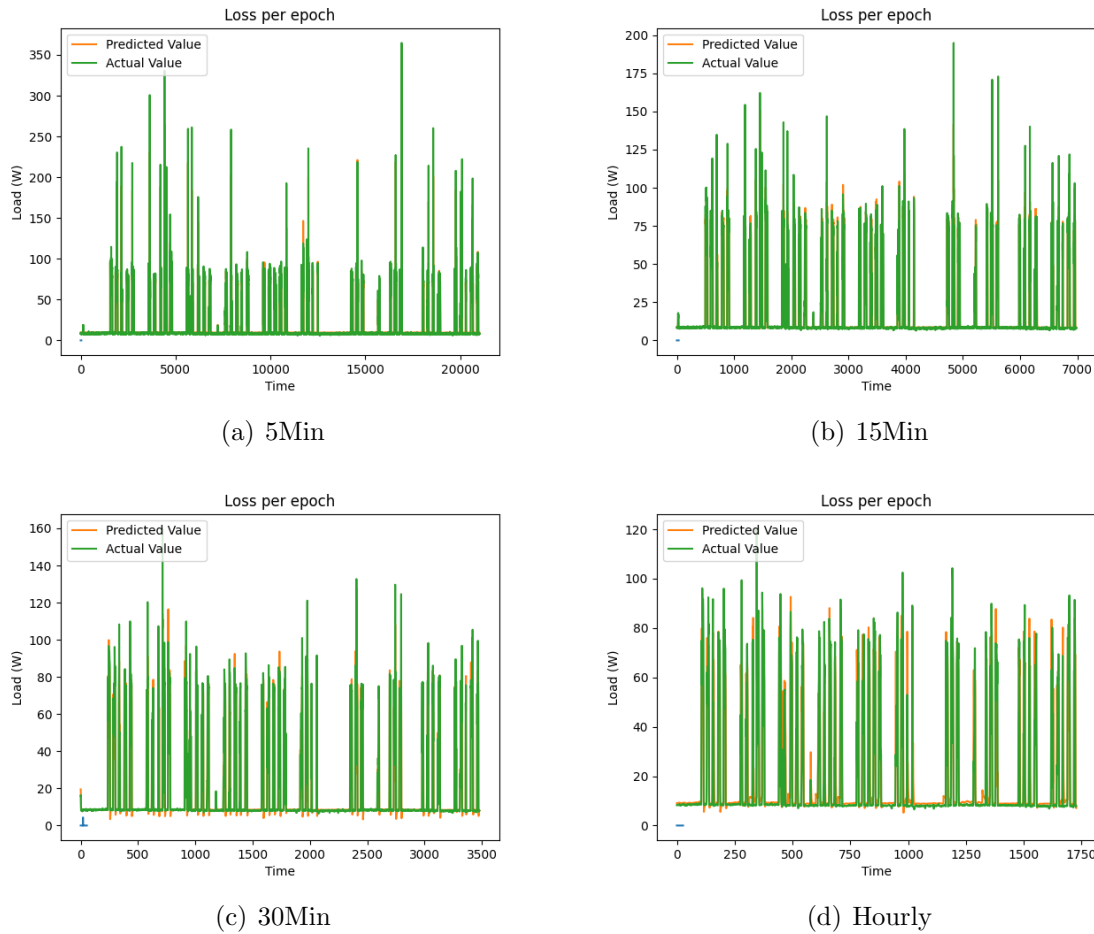 Loss per epoch
Predicted Value
Actual Value
Load (W)
350
300
250
200
150
100
50
0
0 5000 10000 15000 20000
Time
(a) 5Min
Loss per epoch
Predicted Value
Actual Value
Load (W)
200
175
150
125
100
75
50
25
0
0 1000 2000 3000 4000 5000 6000 7000
Time
(b) 15Min
Loss per epoch
Predicted Value
Actual Value
Load (W)
160
140
120
100
80
60
40
20
0
0 500 1000 1500 2000 2500 3000 3500
Time
(c) 30Min
Loss per epoch
Predicted Value
Actual Value
Load (W)
120
100
80
60
40
20
0
0 250 500 750 1000 1250 1500 1750
Time
(d) Hourly